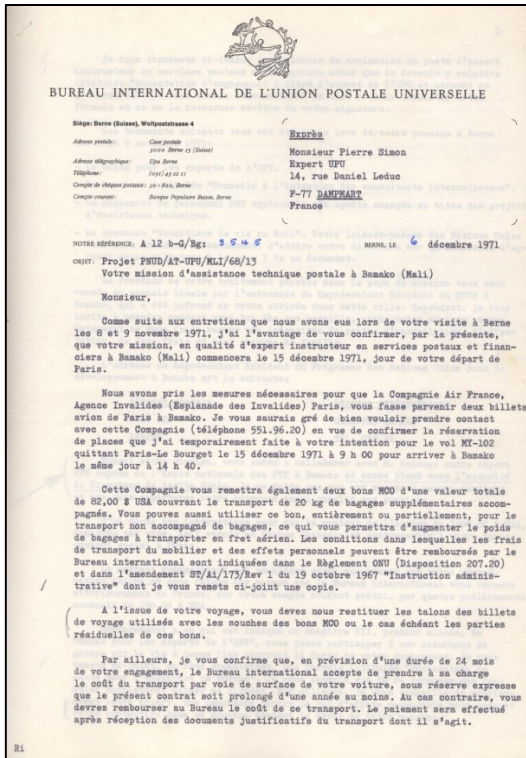 BUREAU INTERNATIONAL DE L'UNION POSTALE UNIVERSELLE
Siège: Berne (Suisse), Weltpoststrasse 4
Adresse postale: Case postale
3000 Berne 15 (Suisse)
Adresse télégraphique: Upu Berne
Téléphone: (031) 43 22 11
Compte de chèques postaux: 30 - 820, Berne
Compte courant: Banque Populaire Suisse, Berne
Exprès
Monsieur Pierre Simon
Expert UPU
14, rue Daniel Leduc
F-77 DAMPMART
France
NOTRE RÉFÉRENCE: A 12 b-G/Bg: 3545
BERNE, LE 6 décembre 1971
OBJET: Projet PNUD/AT-UPU/MLI/68/13
Votre mission d'assistance technique postale à Bamako (Mali)
Monsieur,
Comme suite aux entretiens que nous avons eus lors de votre visite à Berne
les 8 et 9 novembre 1971, j'ai l'avantage de vous confirmer, par la présente,
que votre mission, en qualité d'expert instructeur en services postaux et finan-
ciers à Bamako (Mali) commencera le 15 décembre 1971, jour de votre départ de
Paris.
Nous avons pris les mesures nécessaires pour que la Compagnie Air France,
Agence Invalides (Esplanade des Invalides) Paris, vous fasse parvenir deux billets
avion de Paris à Bamako. Je vous saurais gré de bien vouloir prendre contact
avec cette Compagnie (téléphone 551.96.20) en vue de confirmer la réservation
de places que j'ai temporairement faite à votre intention pour le vol MY-102
quittant Paris-Le Bourget le 15 décembre 1971 à 9 h 00 pour arriver à Bamako
le même jour à 14 h 40.
Cette Compagnie vous remettra également deux bons MCO d'une valeur totale
de 82,00 $ USA couvrant le transport de 20 kg de bagages supplémentaires accom-
pagnés. Vous pouvez aussi utiliser ce bon, entièrement ou partiellement, pour le
transport non accompagné de bagages, ce qui vous permettra d'augmenter le poids
de bagages à transporter en fret aérien. Les conditions dans lesquelles les frais
de transport du mobilier et des effets personnels peuvent être remboursés par le
Bureau international sont indiquées dans le Règlement ONU (Disposition 207.20)
et dans l'amendement ST/Ai/173/Rev 1 du 19 octobre 1967 "Instruction adminis-
trative" dont je vous remets ci-joint une copie.
A l'issue de votre voyage, vous devez nous restituer les talons des billets
de voyage utilisés avec les souches des bons MCO ou le cas échéant les parties
résiduelles de ces bons.
Par ailleurs, je vous confirme que, en prévision d'une durée de 24 mois
de votre engagement, le Bureau international accepte de prendre à sa charge
le coût du transport par voie de surface de votre voiture, sous réserve expresse
que le présent contrat soit prolongé d'une année au moins. Au cas contraire, vous
devrez rembourser au Bureau le coût de ce transport. Le paiement sera effectué
après réception des documents justificatifs du transport dont il s'agit.
Ri